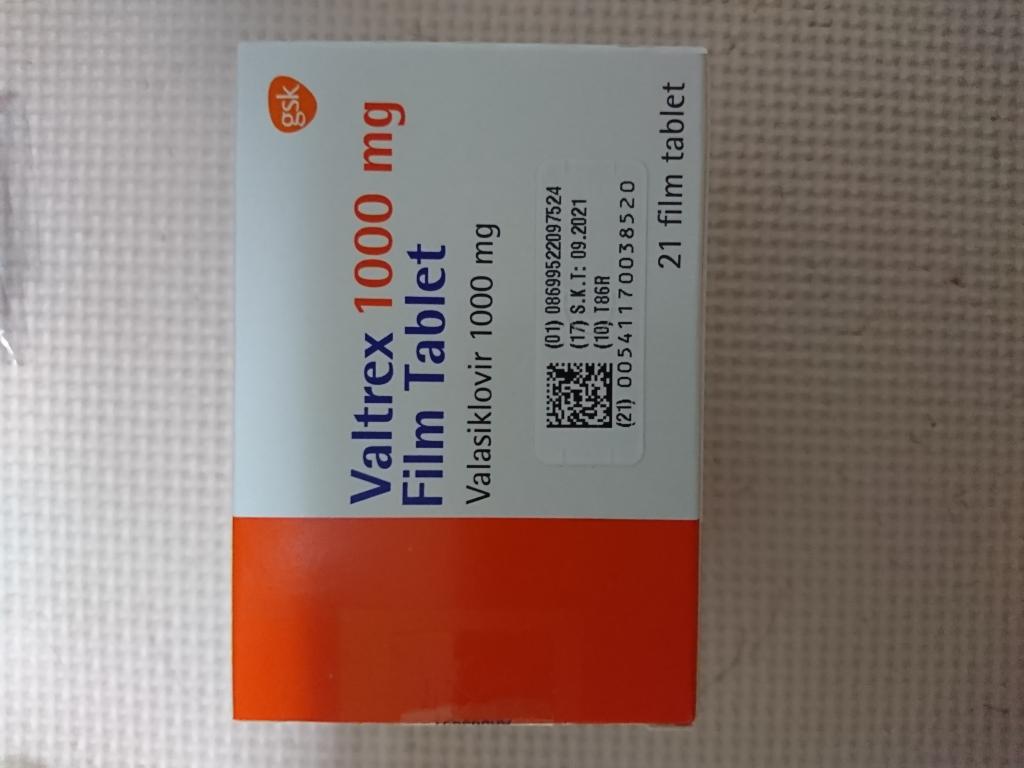 gsk
Valtrex 1000 mg
Film Tablet
Valasiklovir 1000 mg
(01) 08699522097524
(17) S.K.T: 09.2021
(10) T86R
(21) 00541170038520
21 film tablet